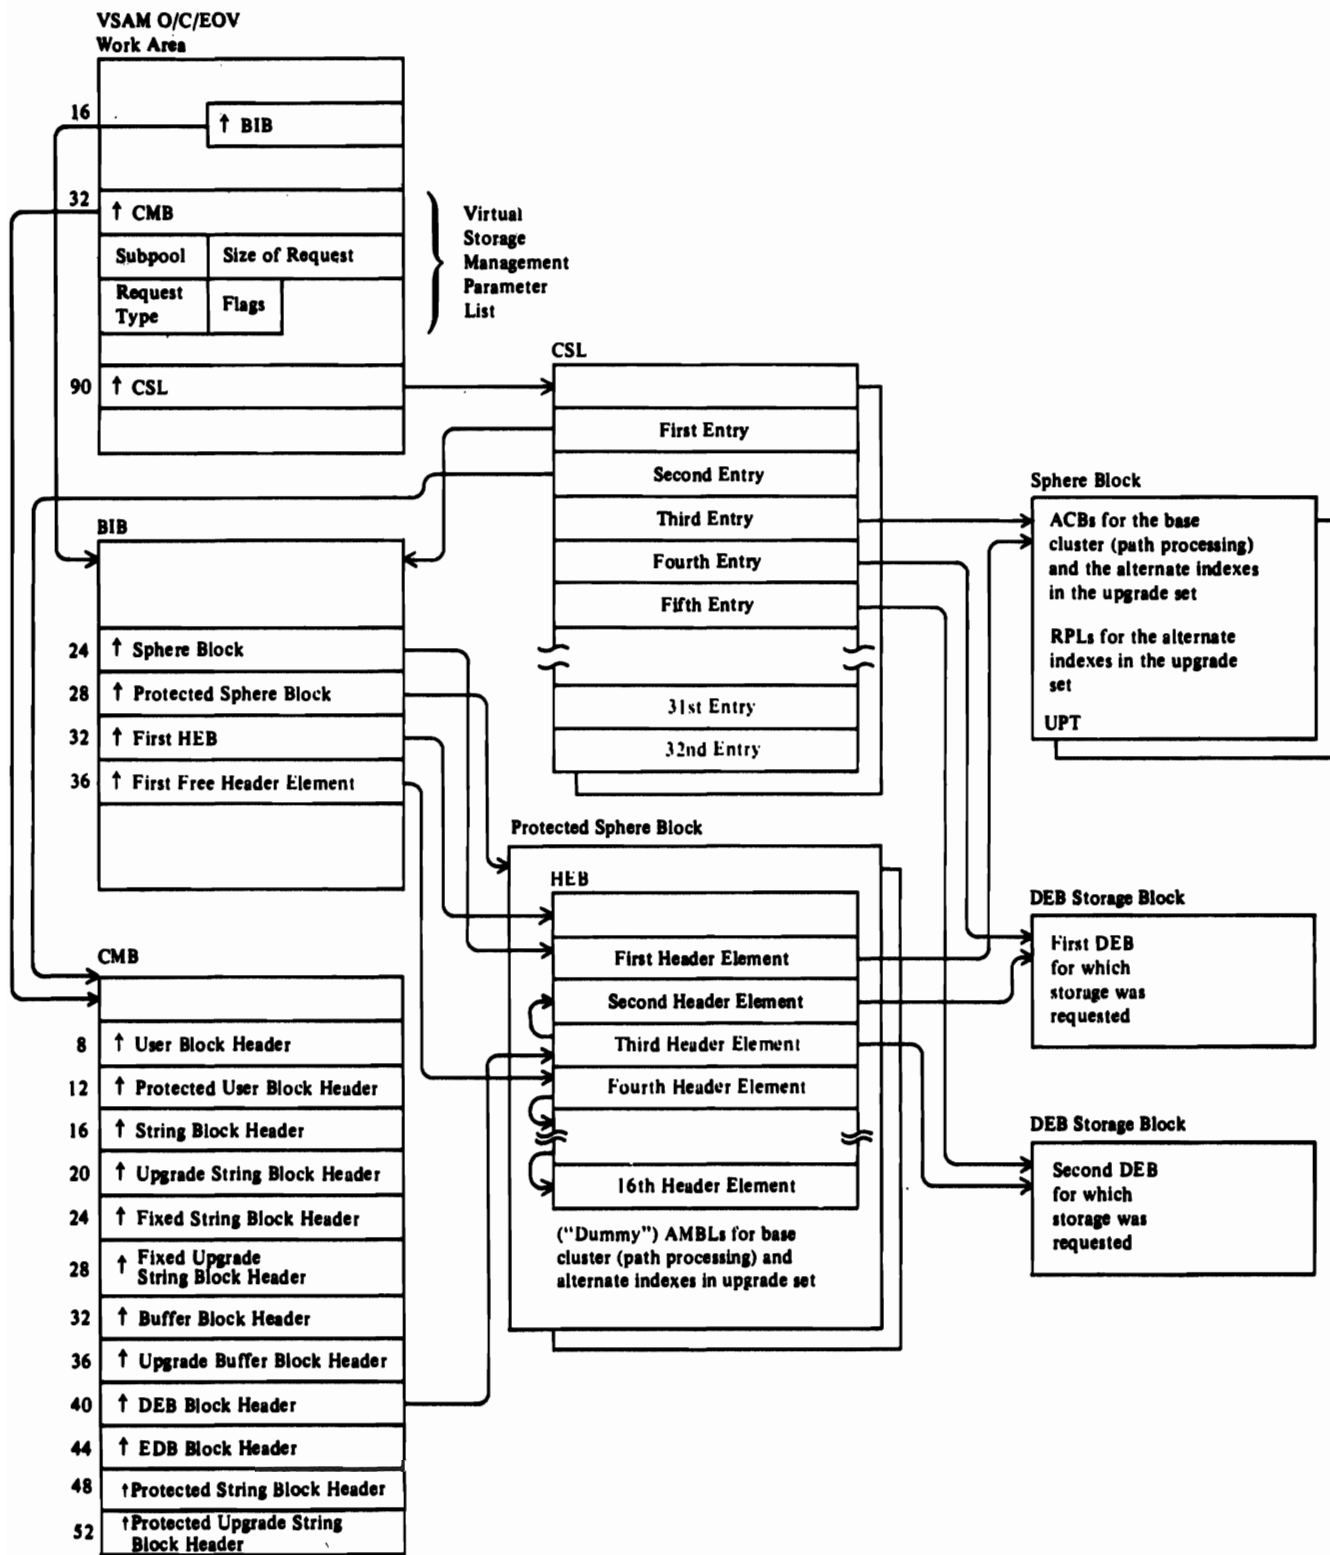 VSAM O/C/EOV
Work Area
16
↑ BIB
32
↑ CMB
Subpool
Size of Request
Request
Type
Flags
Virtual
Storage
Management
Parameter
List
90
↑ CSL
CSL
First Entry
Second Entry
Third Entry
Fourth Entry
Fifth Entry
31st Entry
32nd Entry
Sphere Block
ACBs for the base
cluster (path processing)
and the alternate indexes
in the upgrade set
RPLs for the alternate
indexes in the upgrade
set
UPT
BIB
24
↑ Sphere Block
28
↑ Protected Sphere Block
32
↑ First HEB
36
↑ First Free Header Element
Protected Sphere Block
HEB
First Header Element
Second Header Element
Third Header Element
Fourth Header Element
16th Header Element
("Dummy") AMBLs for base
cluster (path processing) and
alternate indexes in upgrade set
DEB Storage Block
First DEB
for which
storage was
requested
DEB Storage Block
Second DEB
for which
storage was
requested
CMB
8
↑ User Block Header
12
↑ Protected User Block Header
16
↑ String Block Header
20
↑ Upgrade String Block Header
24
↑ Fixed String Block Header
28
↑ Fixed Upgrade
String Block Header
32
↑ Buffer Block Header
36
↑ Upgrade Buffer Block Header
40
↑ DEB Block Header
44
↑ EDB Block Header
48
↑Protected String Block Header
52
↑Protected Upgrade String
Block Header